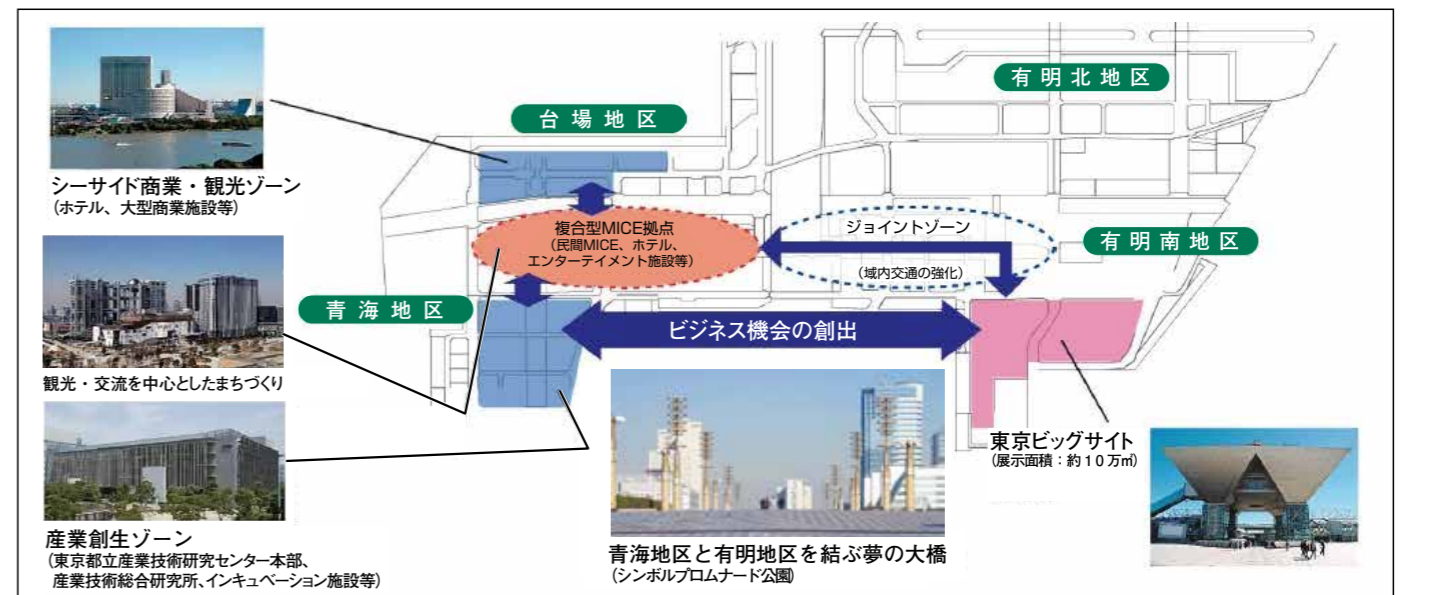 有明北地区
台場地区
シーサイド商業・観光ゾーン
(ホテル、大型商業施設等)
複合型MICE拠点
(民間MICE、ホテル、
エンターテイメント施設等)
ジョイントゾーン
(域内交通の強化)
有明南地区
青海地区
ビジネス機会の創出
観光・交流を中心としたまちづくり
東京ビッグサイト
(展示面積:約10万㎡)
産業創生ゾーン
(東京都立産業技術研究センター本部、
産業技術総合研究所、インキュベーション施設等)
青海地区と有明地区を結ぶ夢の大橋
(シンボルプロムナード公園)